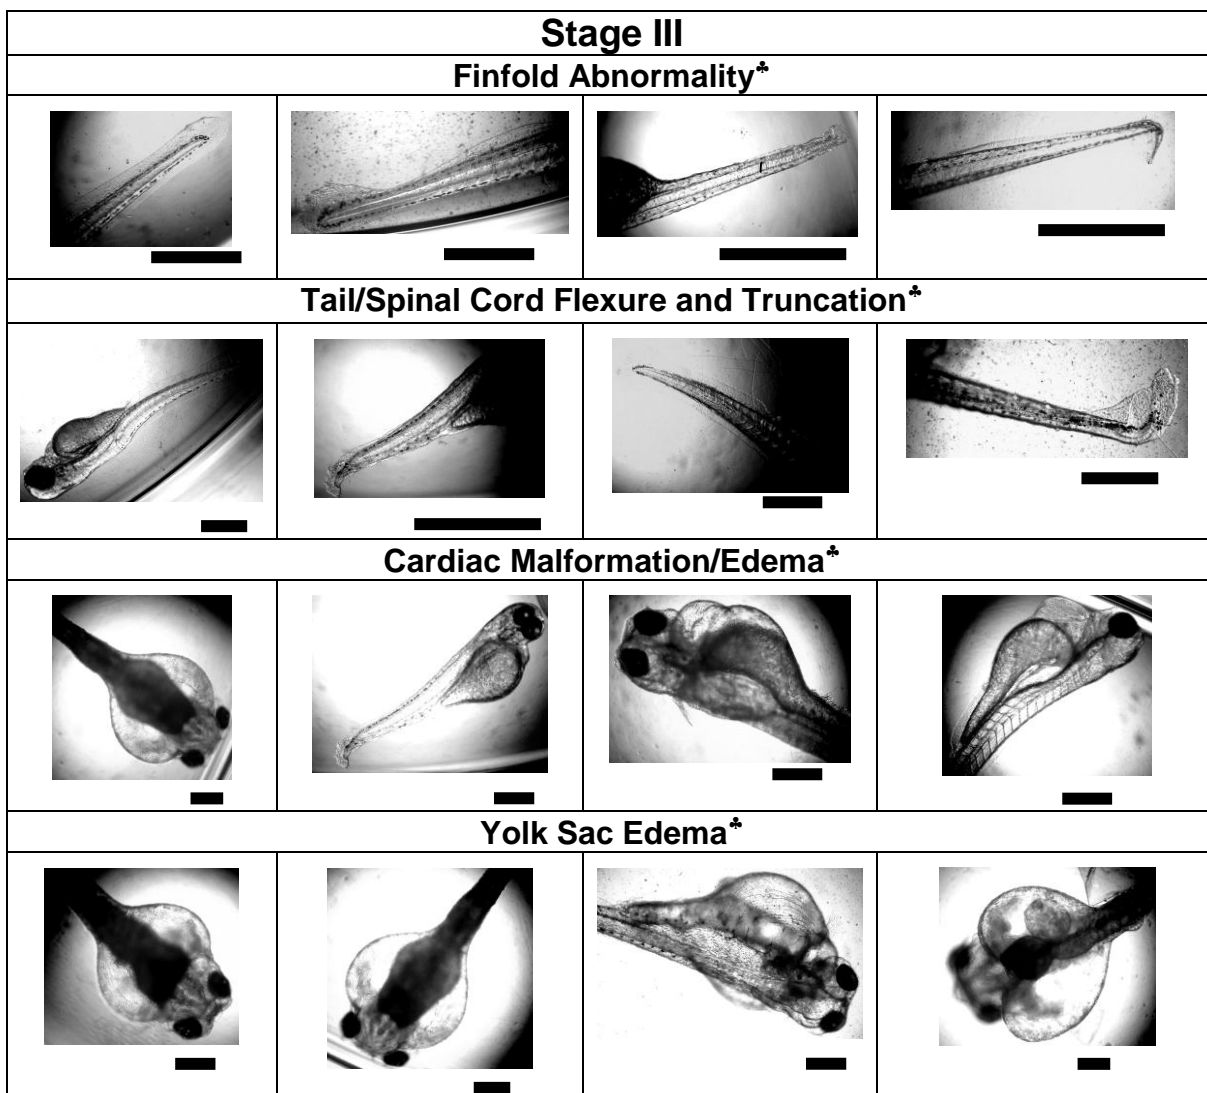 Stage III
Finfold Abnormality♣
Tail/Spinal Cord Flexure and Truncation♣
Cardiac Malformation/Edema♣
Yolk Sac Edema♣